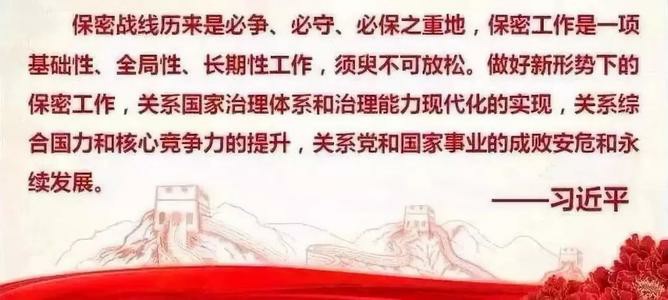 保密战线历来是必争、必守、必保之重地，保密工作是一项
基础性、全局性、长期性工作，须臾不可放松。做好新形势下的
保密工作，关系国家治理体系和治理能力现代化的实现，关系综
合国力和核心竞争力的提升，关系党和国家事业的成败安危和永
续发展。
——习近平